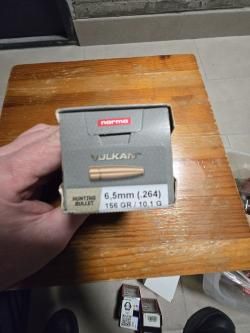 norma
VULKAN
HUNTING
BULLET
6,5mm (.264)
156 GR / 10,1 G